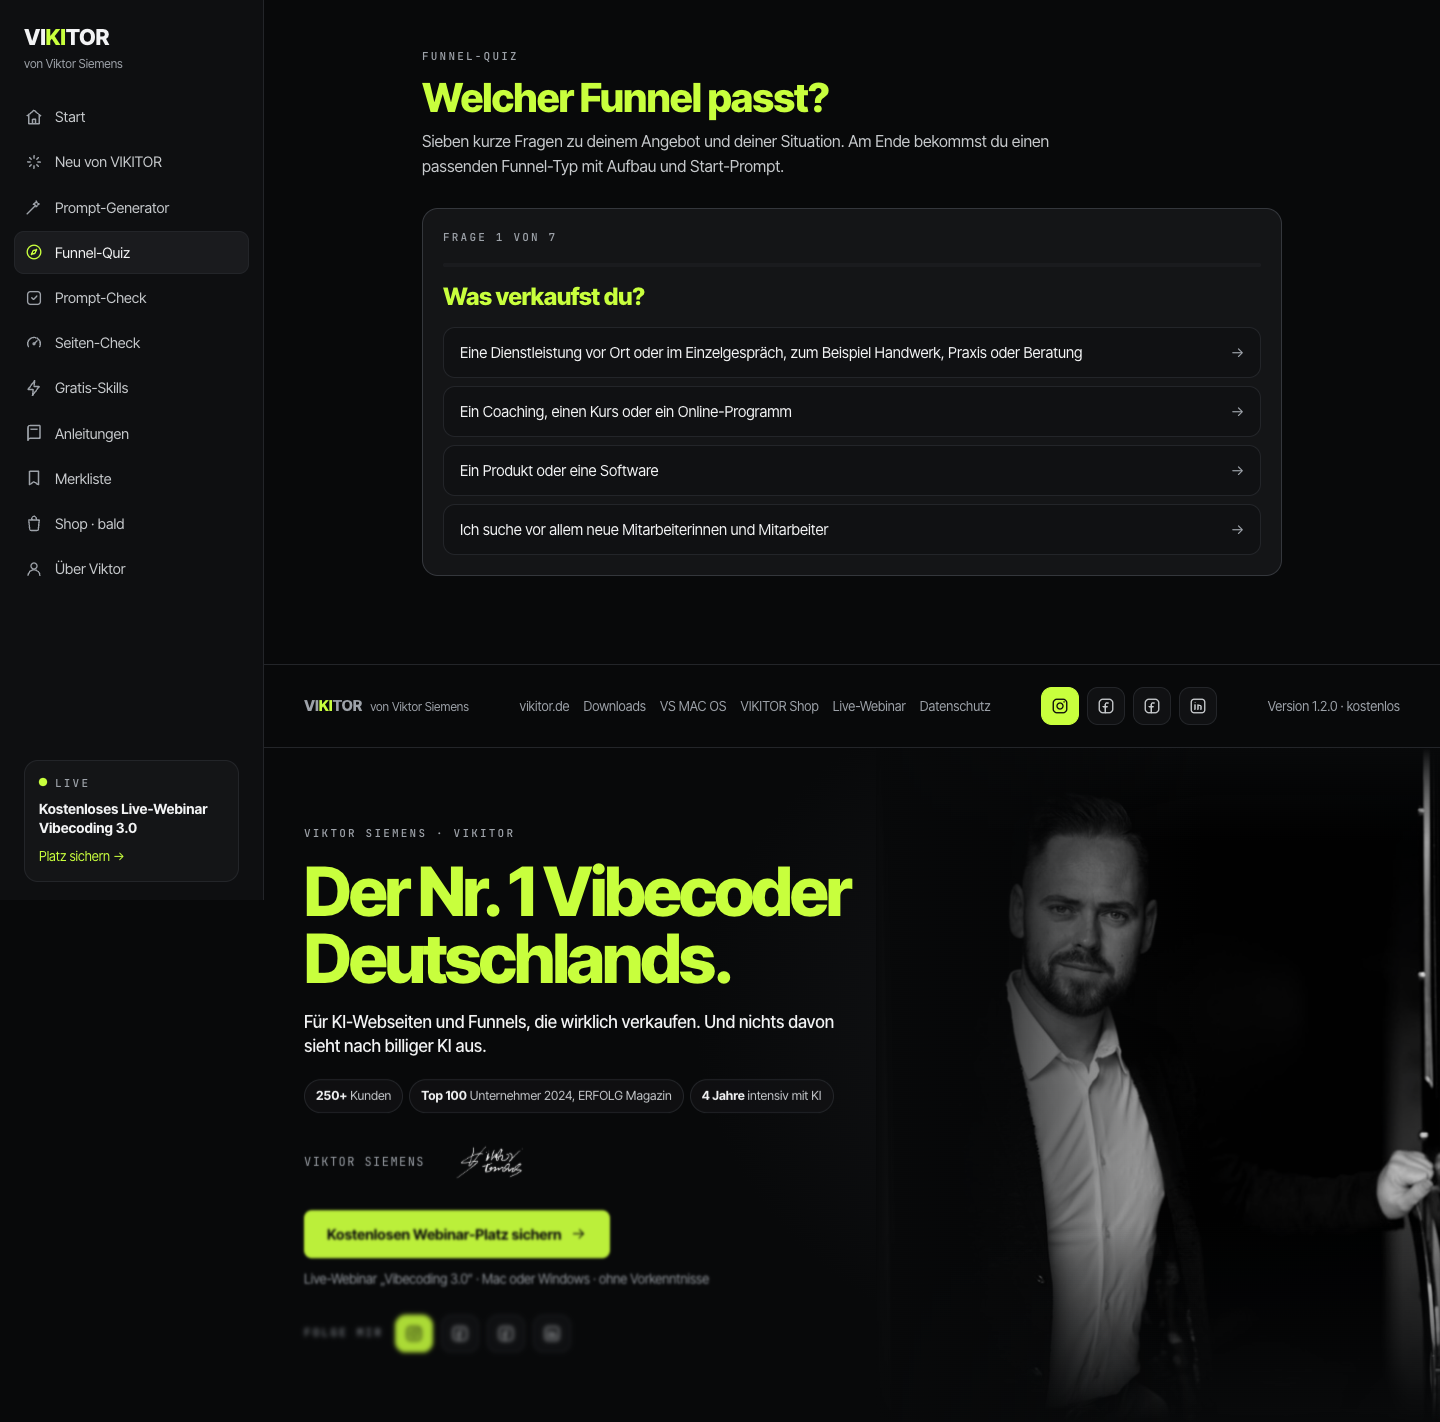 VIKITOR
von Viktor Siemens
Start
Neu von VIKITOR
Prompt-Generator
Funnel-Quiz
Prompt-Check
Seiten-Check
Gratis-Skills
Anleitungen
Merkliste
Shop · bald
Über Viktor
LIVE
Kostenloses Live-Webinar
Vibecoding 3.0
Platz sichern →
FUNNEL-QUIZ
Welcher Funnel passt?
Sieben kurze Fragen zu deinem Angebot und deiner Situation. Am Ende bekommst du einen
passenden Funnel-Typ mit Aufbau und Start-Prompt.
FRAGE 1 VON 7
Was verkaufst du?
Eine Dienstleistung vor Ort oder im Einzelgespräch, zum Beispiel Handwerk, Praxis oder Beratung →
Ein Coaching, einen Kurs oder ein Online-Programm →
Ein Produkt oder eine Software →
Ich suche vor allem neue Mitarbeiterinnen und Mitarbeiter →
VIKITOR von Viktor Siemens vikitor.de Downloads VS MAC OS VIKITOR Shop Live-Webinar Datenschutz Version 1.2.0 · kostenlos
VIKTOR SIEMENS · VIKITOR
Der Nr. 1 Vibecoder
Deutschlands.
Für KI-Webseiten und Funnels, die wirklich verkaufen. Und nichts davon
sieht nach billiger KI aus.
250+ Kunden Top 100 Unternehmer 2024, ERFOLG Magazin 4 Jahre intensiv mit KI
VIKTOR SIEMENS
Kostenlosen Webinar-Platz sichern →
Live-Webinar „Vibecoding 3.0" · Mac oder Windows · ohne Vorkenntnisse
FOLGE MIR